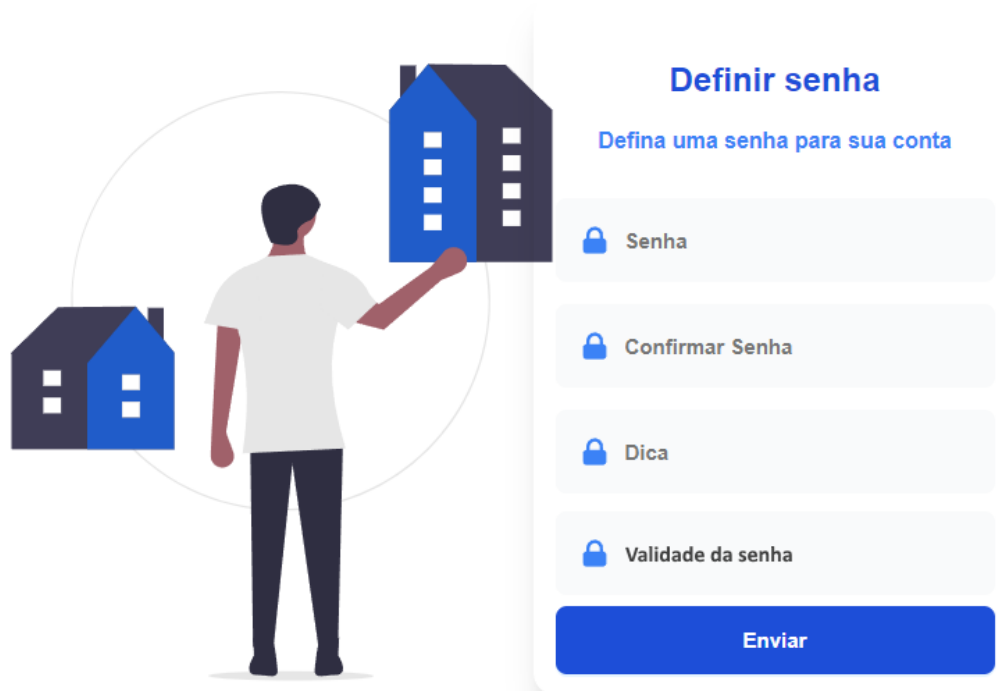 Definir senha
Defina uma senha para sua conta
Senha
Confirmar Senha
Dica
Validade da senha
Enviar